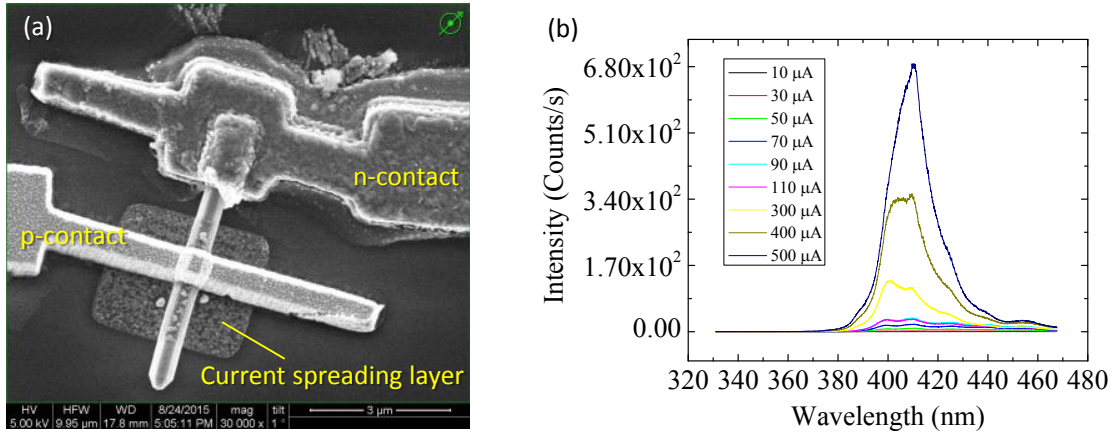 (a)
n-contact
p-contact
Current spreading layer
HV HFW WD 8/24/2015 mag tilt
5.00 kV 9.95 µm 17.8 mm 5:05:11 PM 30 000 x 1 ° 3 µm
(b)
Intensity (Counts/s)
6.80x10²
5.10x10²
3.40x10²
1.70x10²
0.00
10 µA
30 µA
50 µA
70 µA
90 µA
110 µA
300 µA
400 µA
500 µA
320 340 360 380 400 420 440 460 480
Wavelength (nm)